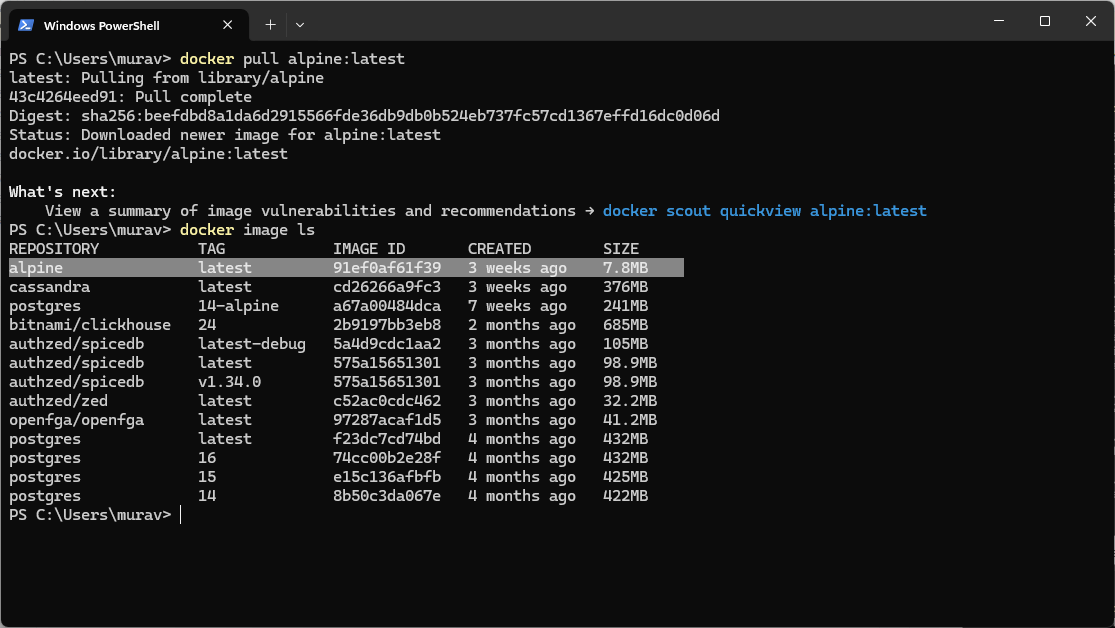 Windows PowerShell
PS C:\Users\murav> docker pull alpine:latest
latest: Pulling from library/alpine
43c4264eed91: Pull complete
Digest: sha256:beefdbd8a1da6d2915566fde36db9db0b524eb737fc57cd1367effd16dc0d06d
Status: Downloaded newer image for alpine:latest
docker.io/library/alpine:latest
What's next:
View a summary of image vulnerabilities and recommendations → docker scout quickview alpine:latest
PS C:\Users\murav> docker image ls
REPOSITORY TAG IMAGE ID CREATED SIZE
alpine latest 91ef0af61f39 3 weeks ago 7.8MB
cassandra latest cd26266a9fc3 3 weeks ago 376MB
postgres 14-alpine a67a00484dca 7 weeks ago 241MB
bitnami/clickhouse 24 2b9197bb3eb8 2 months ago 685MB
authzed/spicedb latest-debug 5a4d9cdc1aa2 3 months ago 105MB
authzed/spicedb latest 575a15651301 3 months ago 98.9MB
authzed/spicedb v1.34.0 575a15651301 3 months ago 98.9MB
authzed/zed latest c52ac0cdc462 3 months ago 32.2MB
openfga/openfga latest 97287acaf1d5 3 months ago 41.2MB
postgres latest f23dc7cd74bd 4 months ago 432MB
postgres 16 74cc00b2e28f 4 months ago 432MB
postgres 15 e15c136afbfb 4 months ago 425MB
postgres 14 8b50c3da067e 4 months ago 422MB
PS C:\Users\murav>